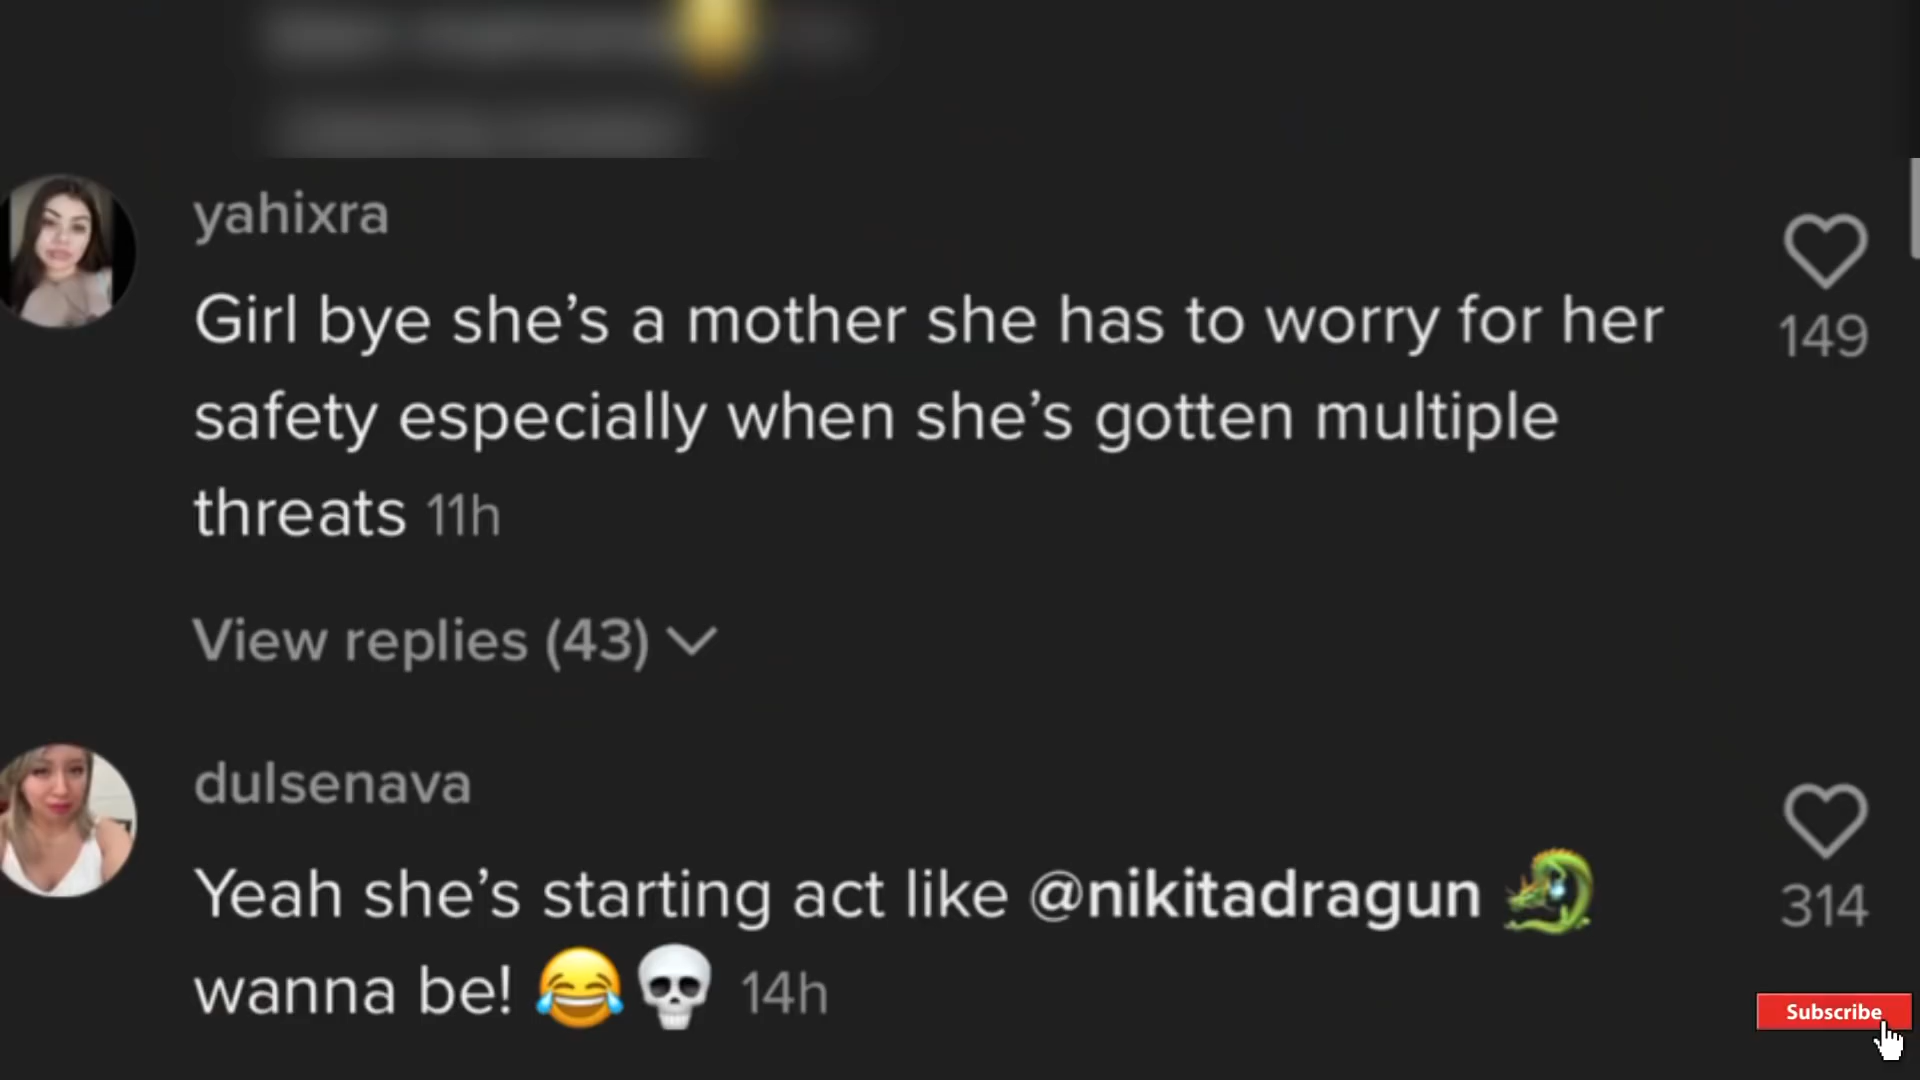 yahixra
Girl bye she’s a mother she has to worry for her
149
safety especially when she’s gotten multiple
threats 11h
View replies (43)
dulsenava
Yeah she’s starting act like @nikitadragun 🐉
314
wanna be! 😂💀 14h
Subscribe